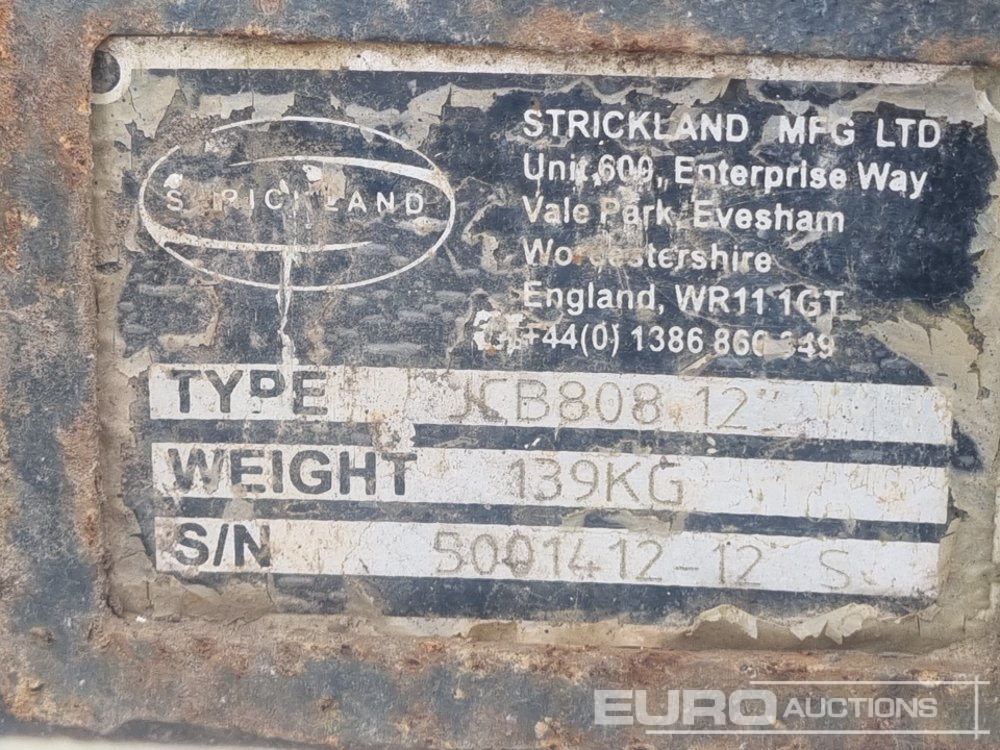 STRICKLAND
STRICKLAND MFG LTD
Unit 600, Enterprise Way
Vale Park, Evesham
Worcestershire
England, WR11 1GT
+44(0) 1386 860
TYPE JCB808 12"
WEIGHT 139KG
S/N 5001412-12 S
EURO AUCTIONS